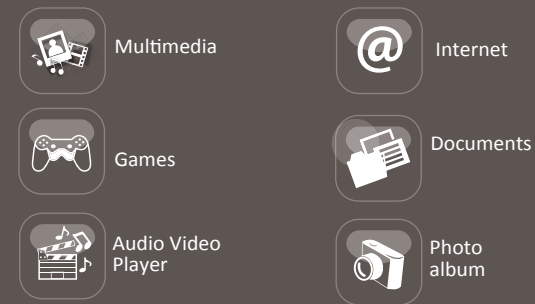 Multimedia
Internet
Games
Documents
Audio Video
Player
Photo
album